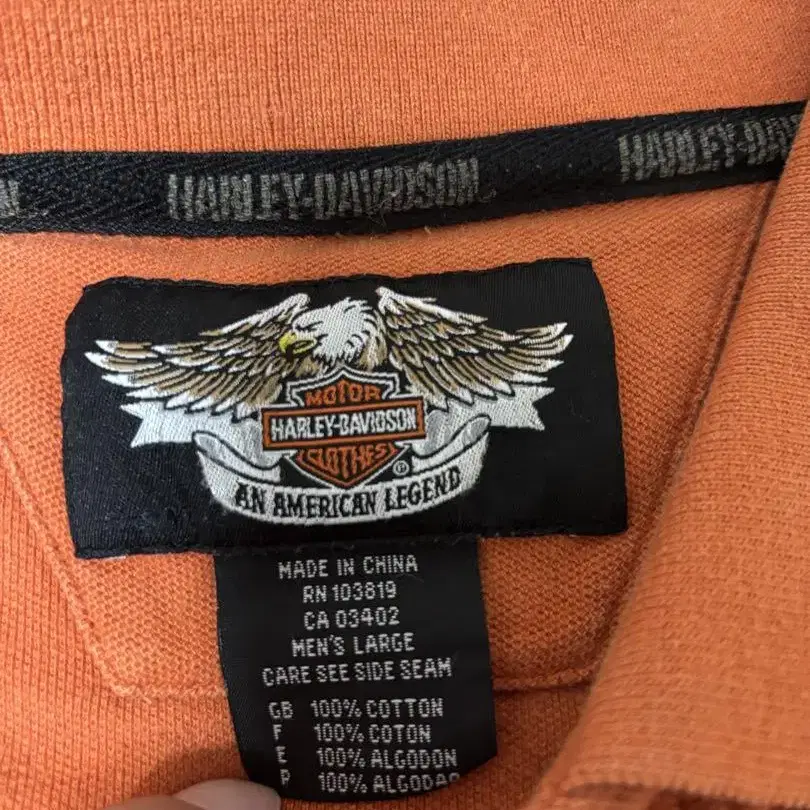 HARLEY-DAVIDSON HARLEY-DAV
MOTOR
HARLEY-DAVIDSON
CLOTHES ®
AN AMERICAN LEGEND
MADE IN CHINA
RN 103819
CA 03402
MEN'S LARGE
CARE SEE SIDE SEAM
GB 100% COTTON
F 100% COTON
E 100% ALGODON
P 100% ALGODAO